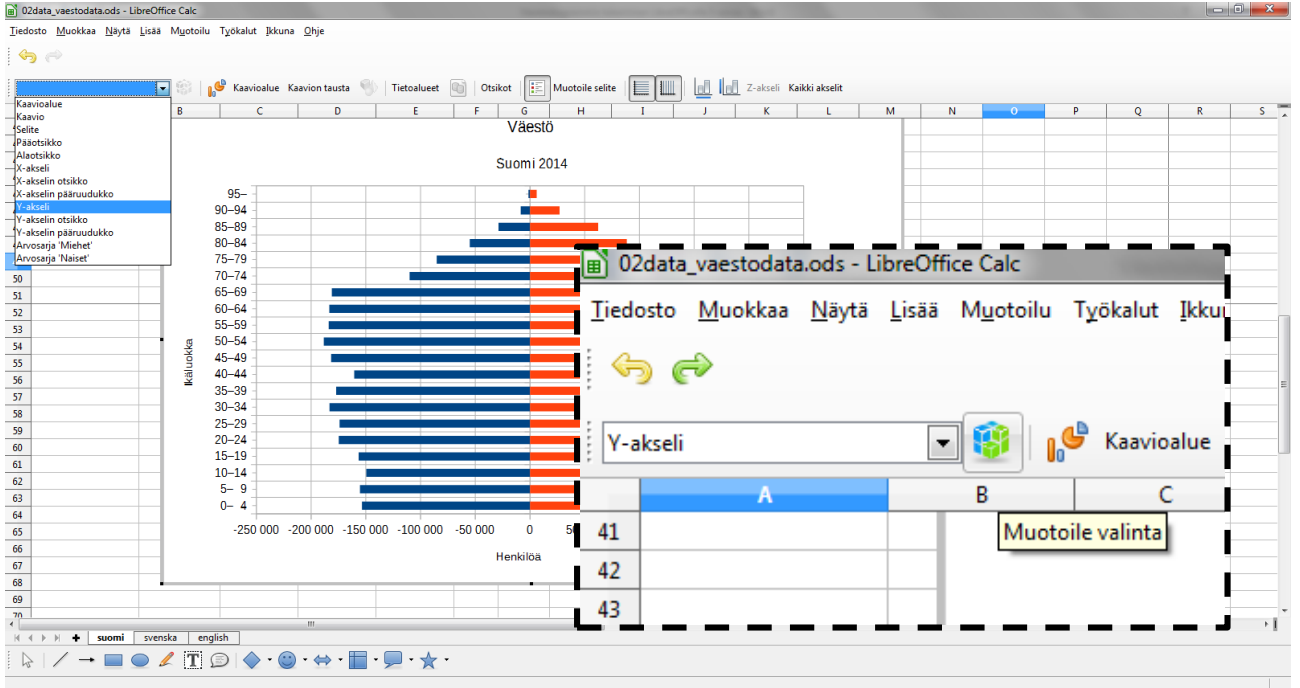 02data_vaestodata.ods - LibreOffice Calc
Tiedosto Muokkaa Näytä Lisää Muotoilu Työkalut Ikkuna Ohje
Kaavioalue Kaavion tausta Tietoalueet Otsikot Muotoile selite Z-akseli Kaikki akselit
Kaavioalue
Kaavio
Selite
Pääotsikko
Alaotsikko
X-akseli
X-akselin otsikko
X-akselin pääruudukko
Y-akseli
Y-akselin otsikko
Y-akselin pääruudukko
Arvosarja 'Miehet'
Arvosarja 'Naiset'
B C D E F G H I J K L M N O P Q R S
50
51
52
53
54
55
56
57
58
59
60
61
62
63
64
65
66
67
68
69
70
Väestö
Suomi 2014
Ikäluokka
95–
90–94
85–89
80–84
75–79
70–74
65–69
60–64
55–59
50–54
45–49
40–44
35–39
30–34
25–29
20–24
15–19
10–14
5– 9
0– 4
-250 000 -200 000 -150 000 -100 000 -50 000 0
Henkilöä
02data_vaestodata.ods - LibreOffice Calc
Tiedosto Muokkaa Näytä Lisää Muotoilu Työkalut Ikku
Y-akseli Kaavioalue
A B C
41
42
43
Muotoile valinta
suomi svenska english
T